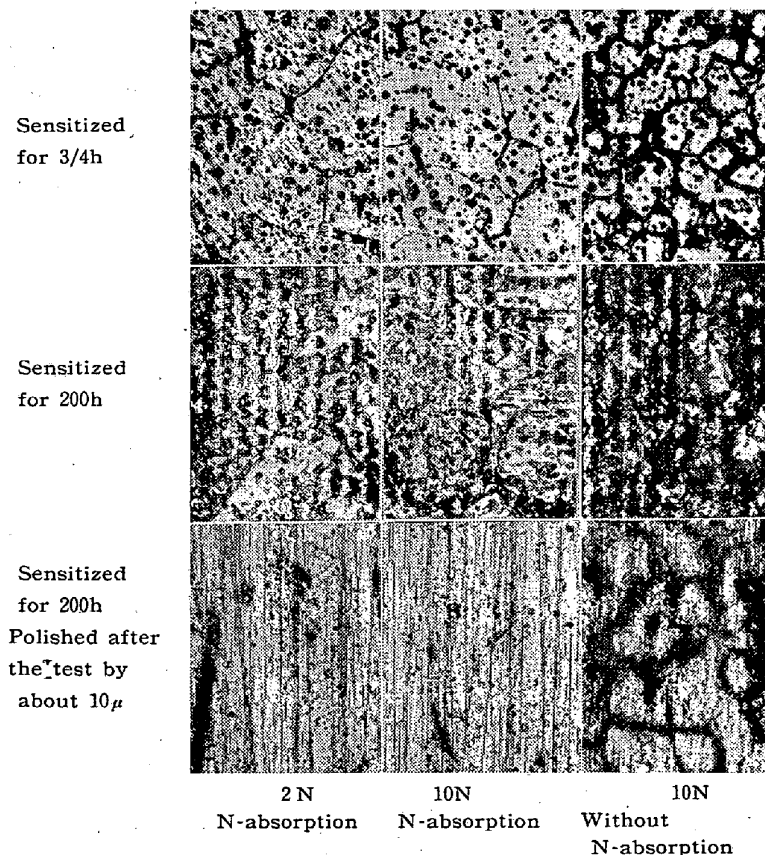 Sensitized
for 3/4h
Sensitized
for 200h
Sensitized
for 200h
Polished after
the test by
about 10μ
2 N
N-absorption
10N
N-absorption
10N
Without
N-absorption